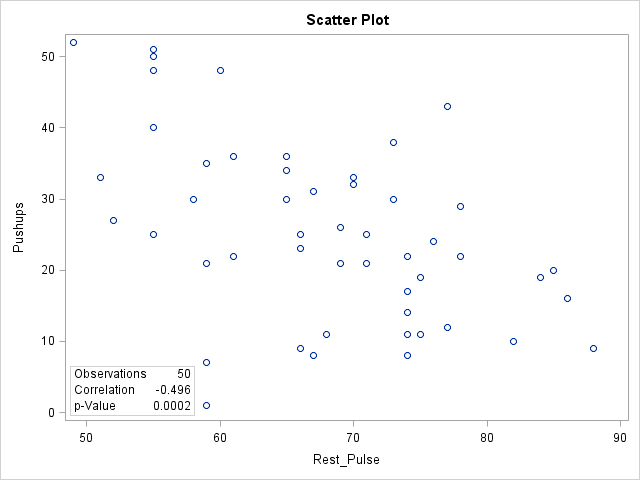 Scatter Plot
50
40
30
20
10
0
Pushups
Observations 50
Correlation -0.496
p-Value 0.0002
50 60 70 80 90
Rest_Pulse